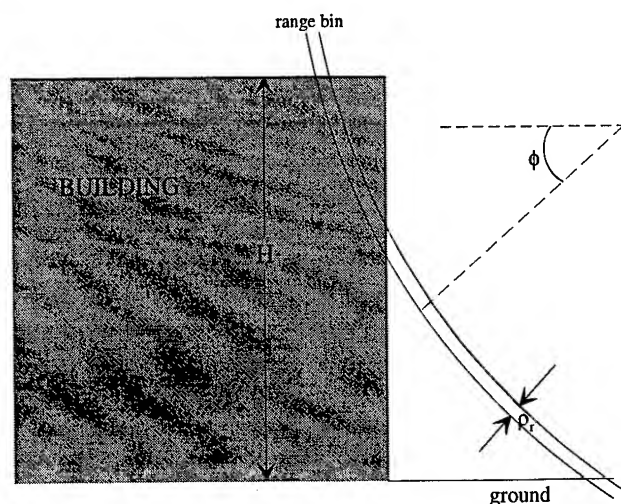 range bin
ϕ
BUILDING
H
ρr
ground